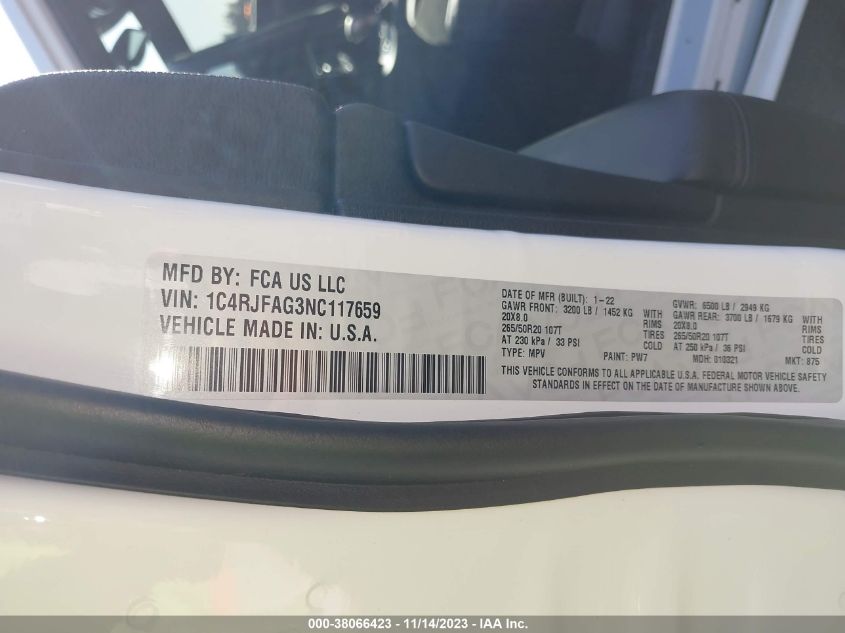 MFD BY: FCA US LLC
VIN: 1C4RJFAG3NC117659
VEHICLE MADE IN: U.S.A.
DATE OF MFR (BUILT): 1-22 GVWR: 6500 LB / 2949 KG
GAWR FRONT: 3200 LB / 1452 KG WITH GAWR REAR: 3700 LB / 1679 KG WITH
20X8.0 RIMS 20X8.0 RIMS
265/50R20 107T TIRES 265/50R20 107T TIRES
AT 230 kPa / 33 PSI COLD AT 250 kPa / 36 PSI COLD
TYPE: MPV PAINT: PW7 MDH: 010321 MKT: 875
THIS VEHICLE CONFORMS TO ALL APPLICABLE U.S.A. FEDERAL MOTOR VEHICLE SAFETY
STANDARDS IN EFFECT ON THE DATE OF MANUFACTURE SHOWN ABOVE.
000-38066423 - 11/14/2023 - IAA Inc.